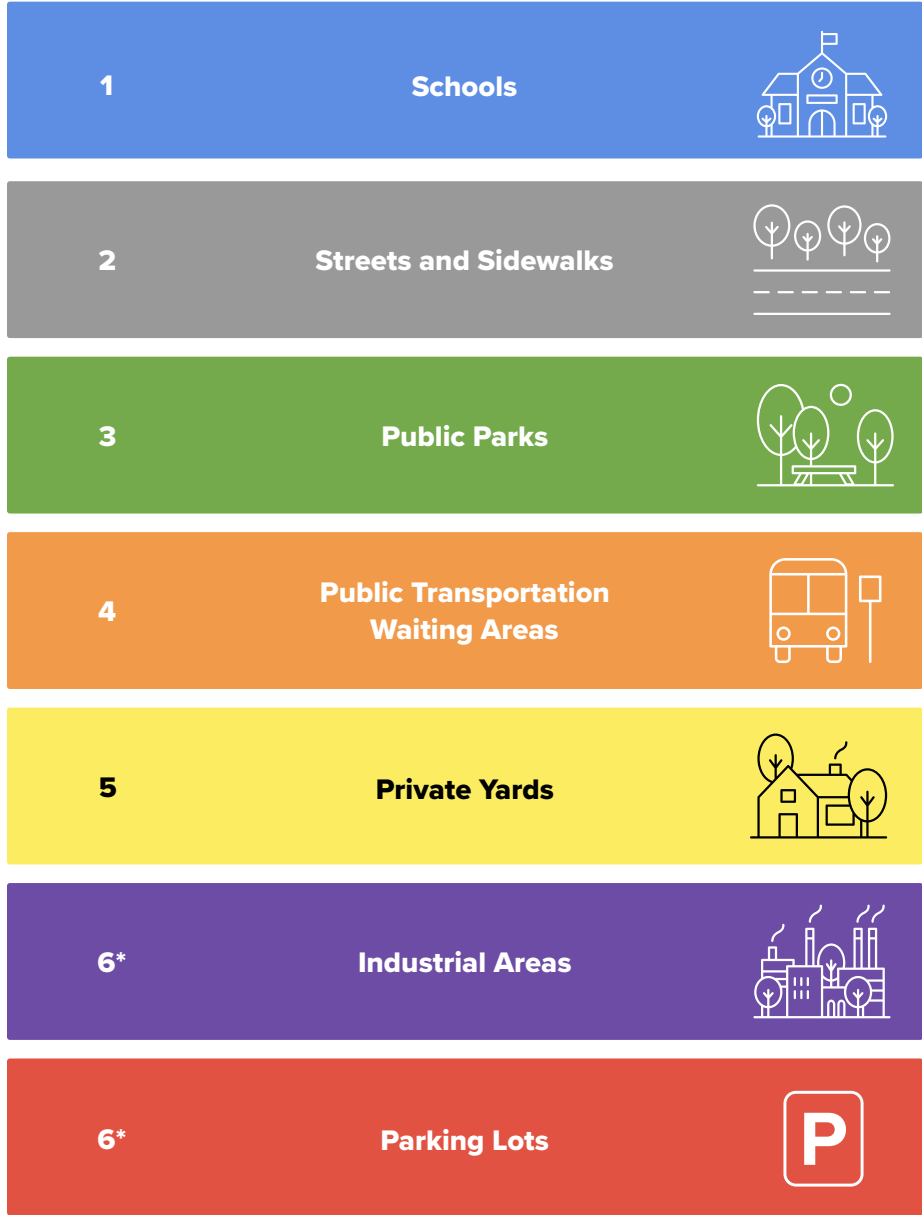 1 Schools
2 Streets and Sidewalks
3 Public Parks
4 Public Transportation
Waiting Areas
5 Private Yards
6* Industrial Areas
6* Parking Lots P